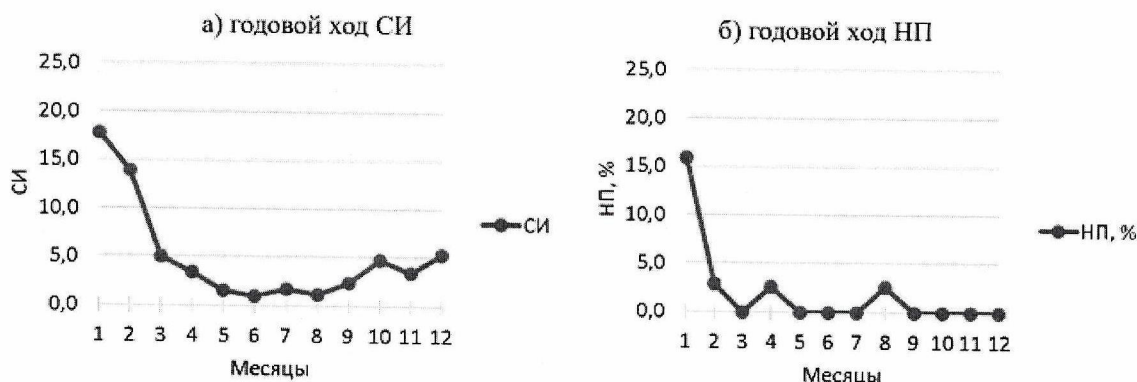 а) годовой ход СИ
25,0
20,0
15,0
10,0
5,0
0,0
СИ
1 2 3 4 5 6 7 8 9 10 11 12
Месяцы
СИ
б) годовой ход НП
25,0
20,0
15,0
10,0
5,0
0,0
НП, %
1 2 3 4 5 6 7 8 9 10 11 12
Месяцы
НП, %